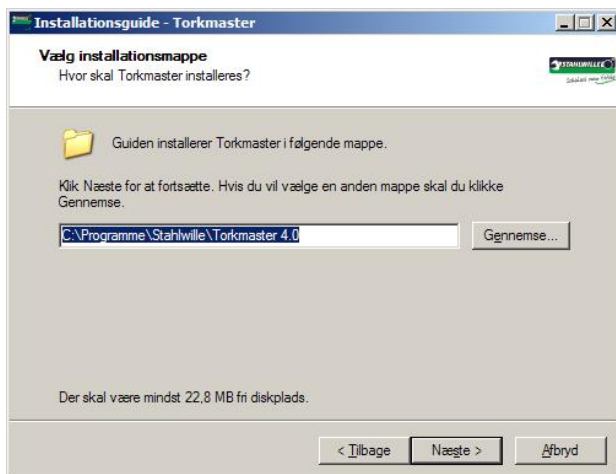 Installationsguide - Torkmaster
Vælg installationsmappe
Hvor skal Torkmaster installeres?
STAHLWILLE
Guiden installerer Torkmaster i følgende mappe.
Klik Næste for at fortsætte. Hvis du vil vælge en anden mappe skal du klikke
Gennemse.
C:\Programme\Stahlwille\Torkmaster 4.0
Gennemse...
Der skal være mindst 22,8 MB fri diskplads.
< Tilbage
Næste >
Afbryd